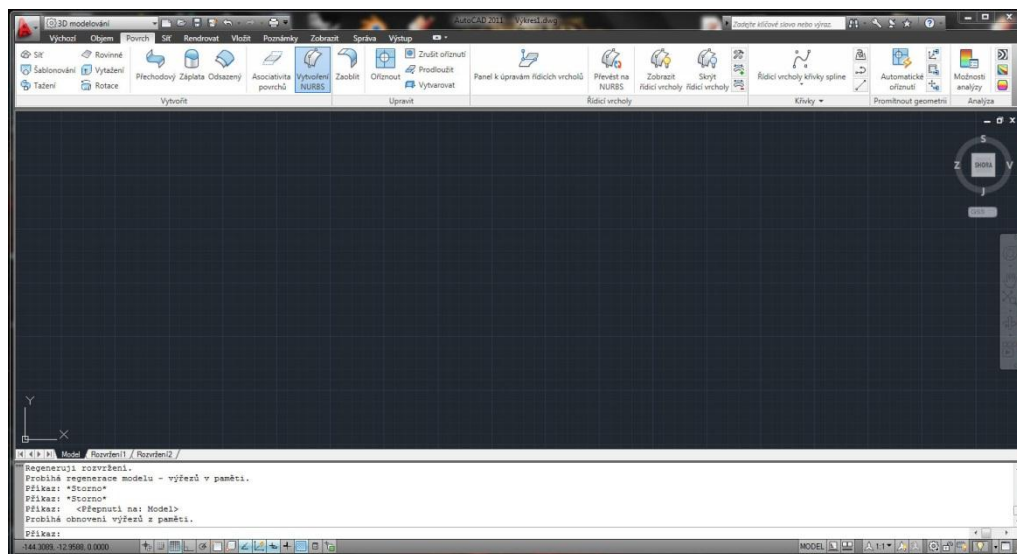 3D modelování
AutoCAD 2011 Výkres1.dwg
Zadejte klíčové slovo nebo výraz
Výchozí Objem Povrch Síť Rendrovat Vložit Poznámky Zobrazit Správa Výstup
Síť Rovinné Zrušit oříznutí
Šablonování Vytažení Prodloužit
Tažení Rotace Vytvarovat
Přechodový Záplata Odsazený Asociativita povrchů Vytvoření NURBS Zaoblit Oříznout Panel k úpravám řídicích vrcholů Převést na NURBS Zobrazit řídicí vrcholy Skrýt řídicí vrcholy Řídicí vrcholy křivky spline Automatické oříznutí Možnosti analýzy
Vytvořit Upravit Řídicí vrcholy Křivky Promítnout geometrii Analýza
S
Z SHORA V
J
Y
X
Model Rozvržení1 Rozvržení2
Regeneruji rozvržení.
Probíhá regenerace modelu - výřezů v paměti.
Příkaz: *Storno*
Příkaz: *Storno*
Příkaz: <Přepnutí na: Model>
Probíhá obnovení výřezů z paměti.
Příkaz:
-144.3089, -12.9588, 0.0000 MODEL 1:1